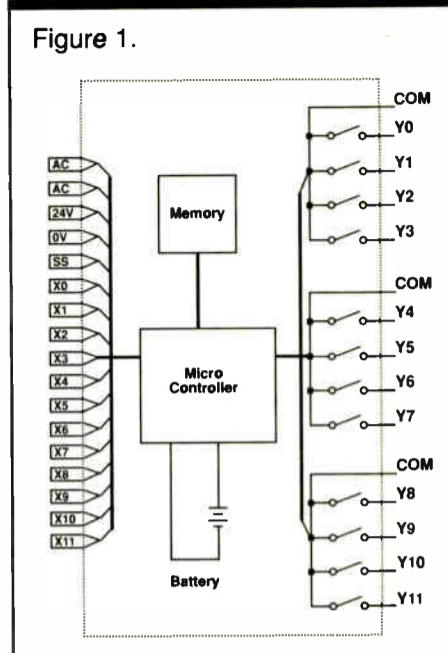 Figure 1.
AC
AC
24V
0V
SS
X0
X1
X2
X3
X4
X5
X6
X7
X8
X9
X10
X11
Memory
Micro
Controller
Battery
COM
Y0
Y1
Y2
Y3
COM
Y4
Y5
Y6
Y7
COM
Y8
Y9
Y10
Y11